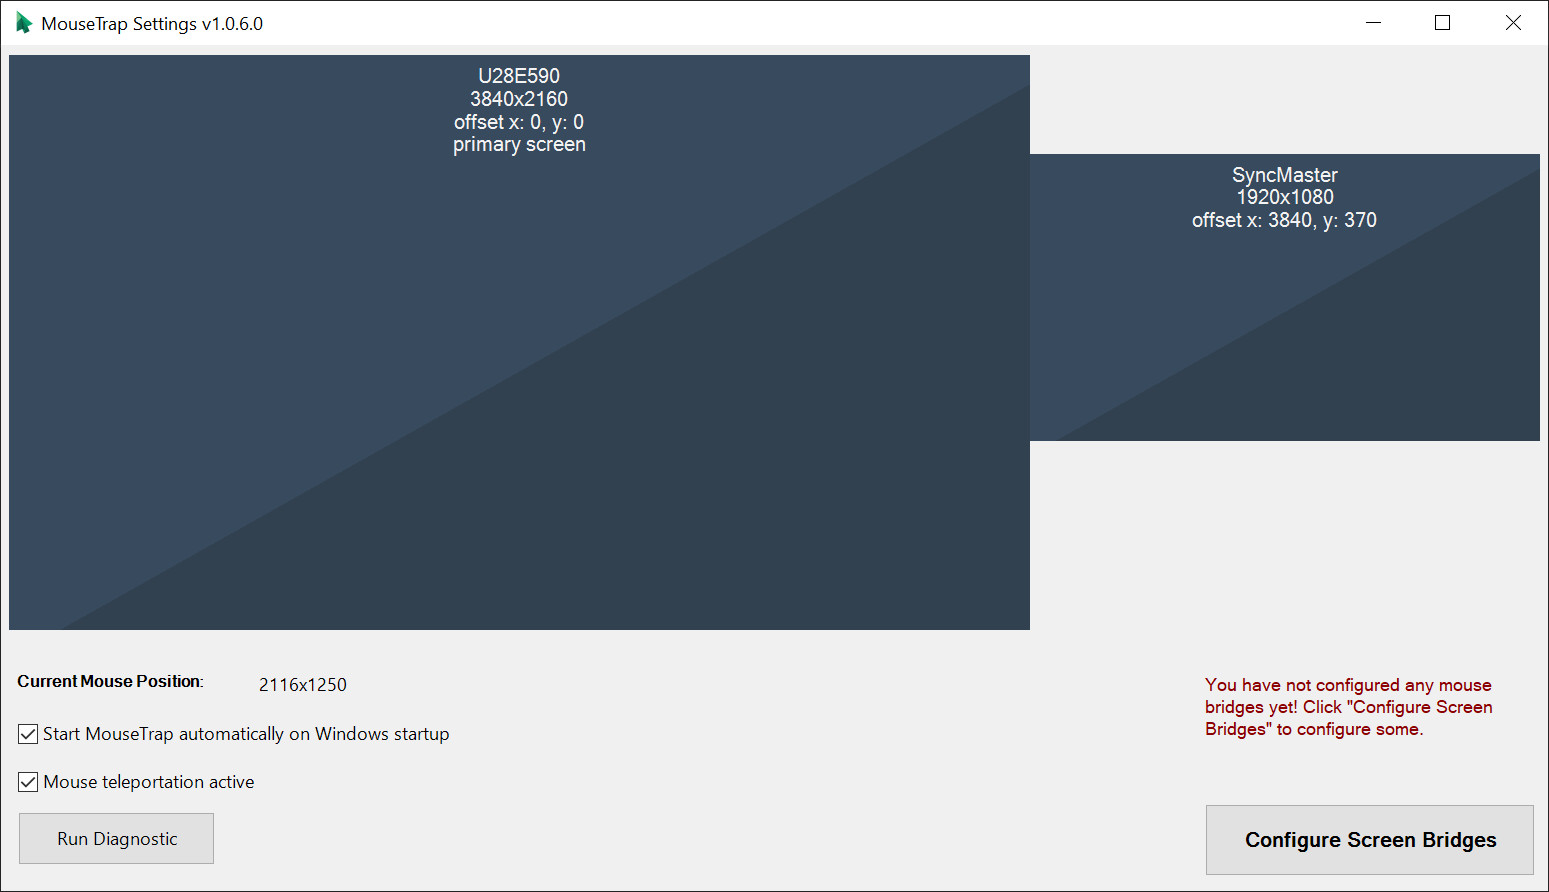 MouseTrap Settings v1.0.6.0
U28E590
3840x2160
offset x: 0, y: 0
primary screen
SyncMaster
1920x1080
offset x: 3840, y: 370
Current Mouse Position:
2116x1250
Start MouseTrap automatically on Windows startup
Mouse teleportation active
Run Diagnostic
You have not configured any mouse
bridges yet! Click "Configure Screen
Bridges" to configure some.
Configure Screen Bridges